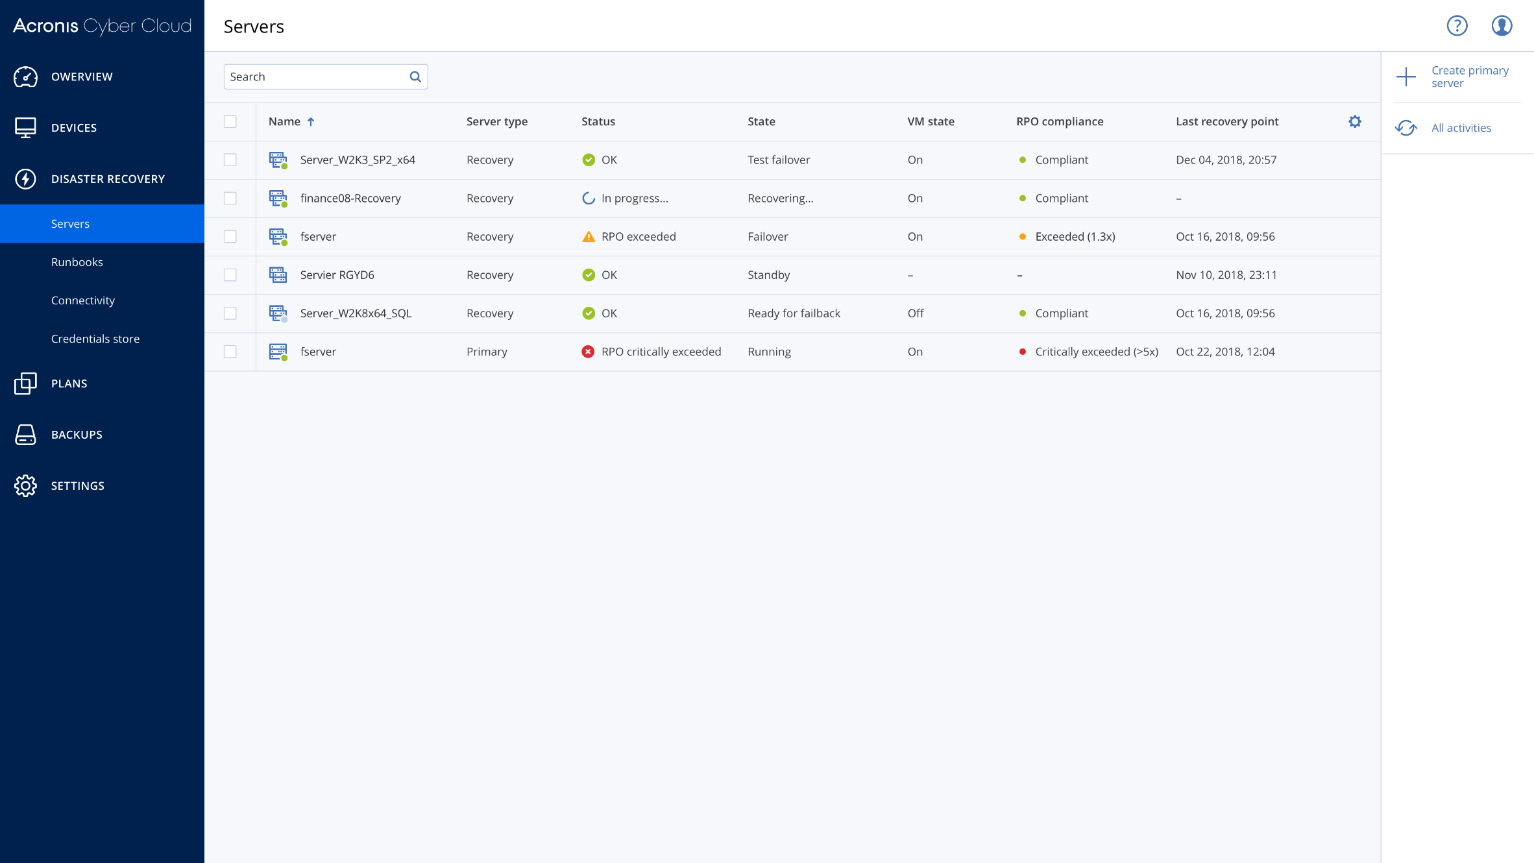 Acronis Cyber Cloud
Servers
OWERVIEW
DEVICES
DISASTER RECOVERY
Servers
Runbooks
Connectivity
Credentials store
PLANS
BACKUPS
SETTINGS
Search
Name Server type Status State VM state RPO compliance Last recovery point
Server_W2K3_SP2_x64 Recovery OK Test failover On Compliant Dec 04, 2018, 20:57
finance08-Recovery Recovery In progress... Recovering... On Compliant –
fserver Recovery RPO exceeded Failover On Exceeded (1.3x) Oct 16, 2018, 09:56
Servier RGYD6 Recovery OK Standby – – Nov 10, 2018, 23:11
Server_W2K8x64_SQL Recovery OK Ready for failback Off Compliant Oct 16, 2018, 09:56
fserver Primary RPO critically exceeded Running On Critically exceeded (>5x) Oct 22, 2018, 12:04
Create primary
server
All activities